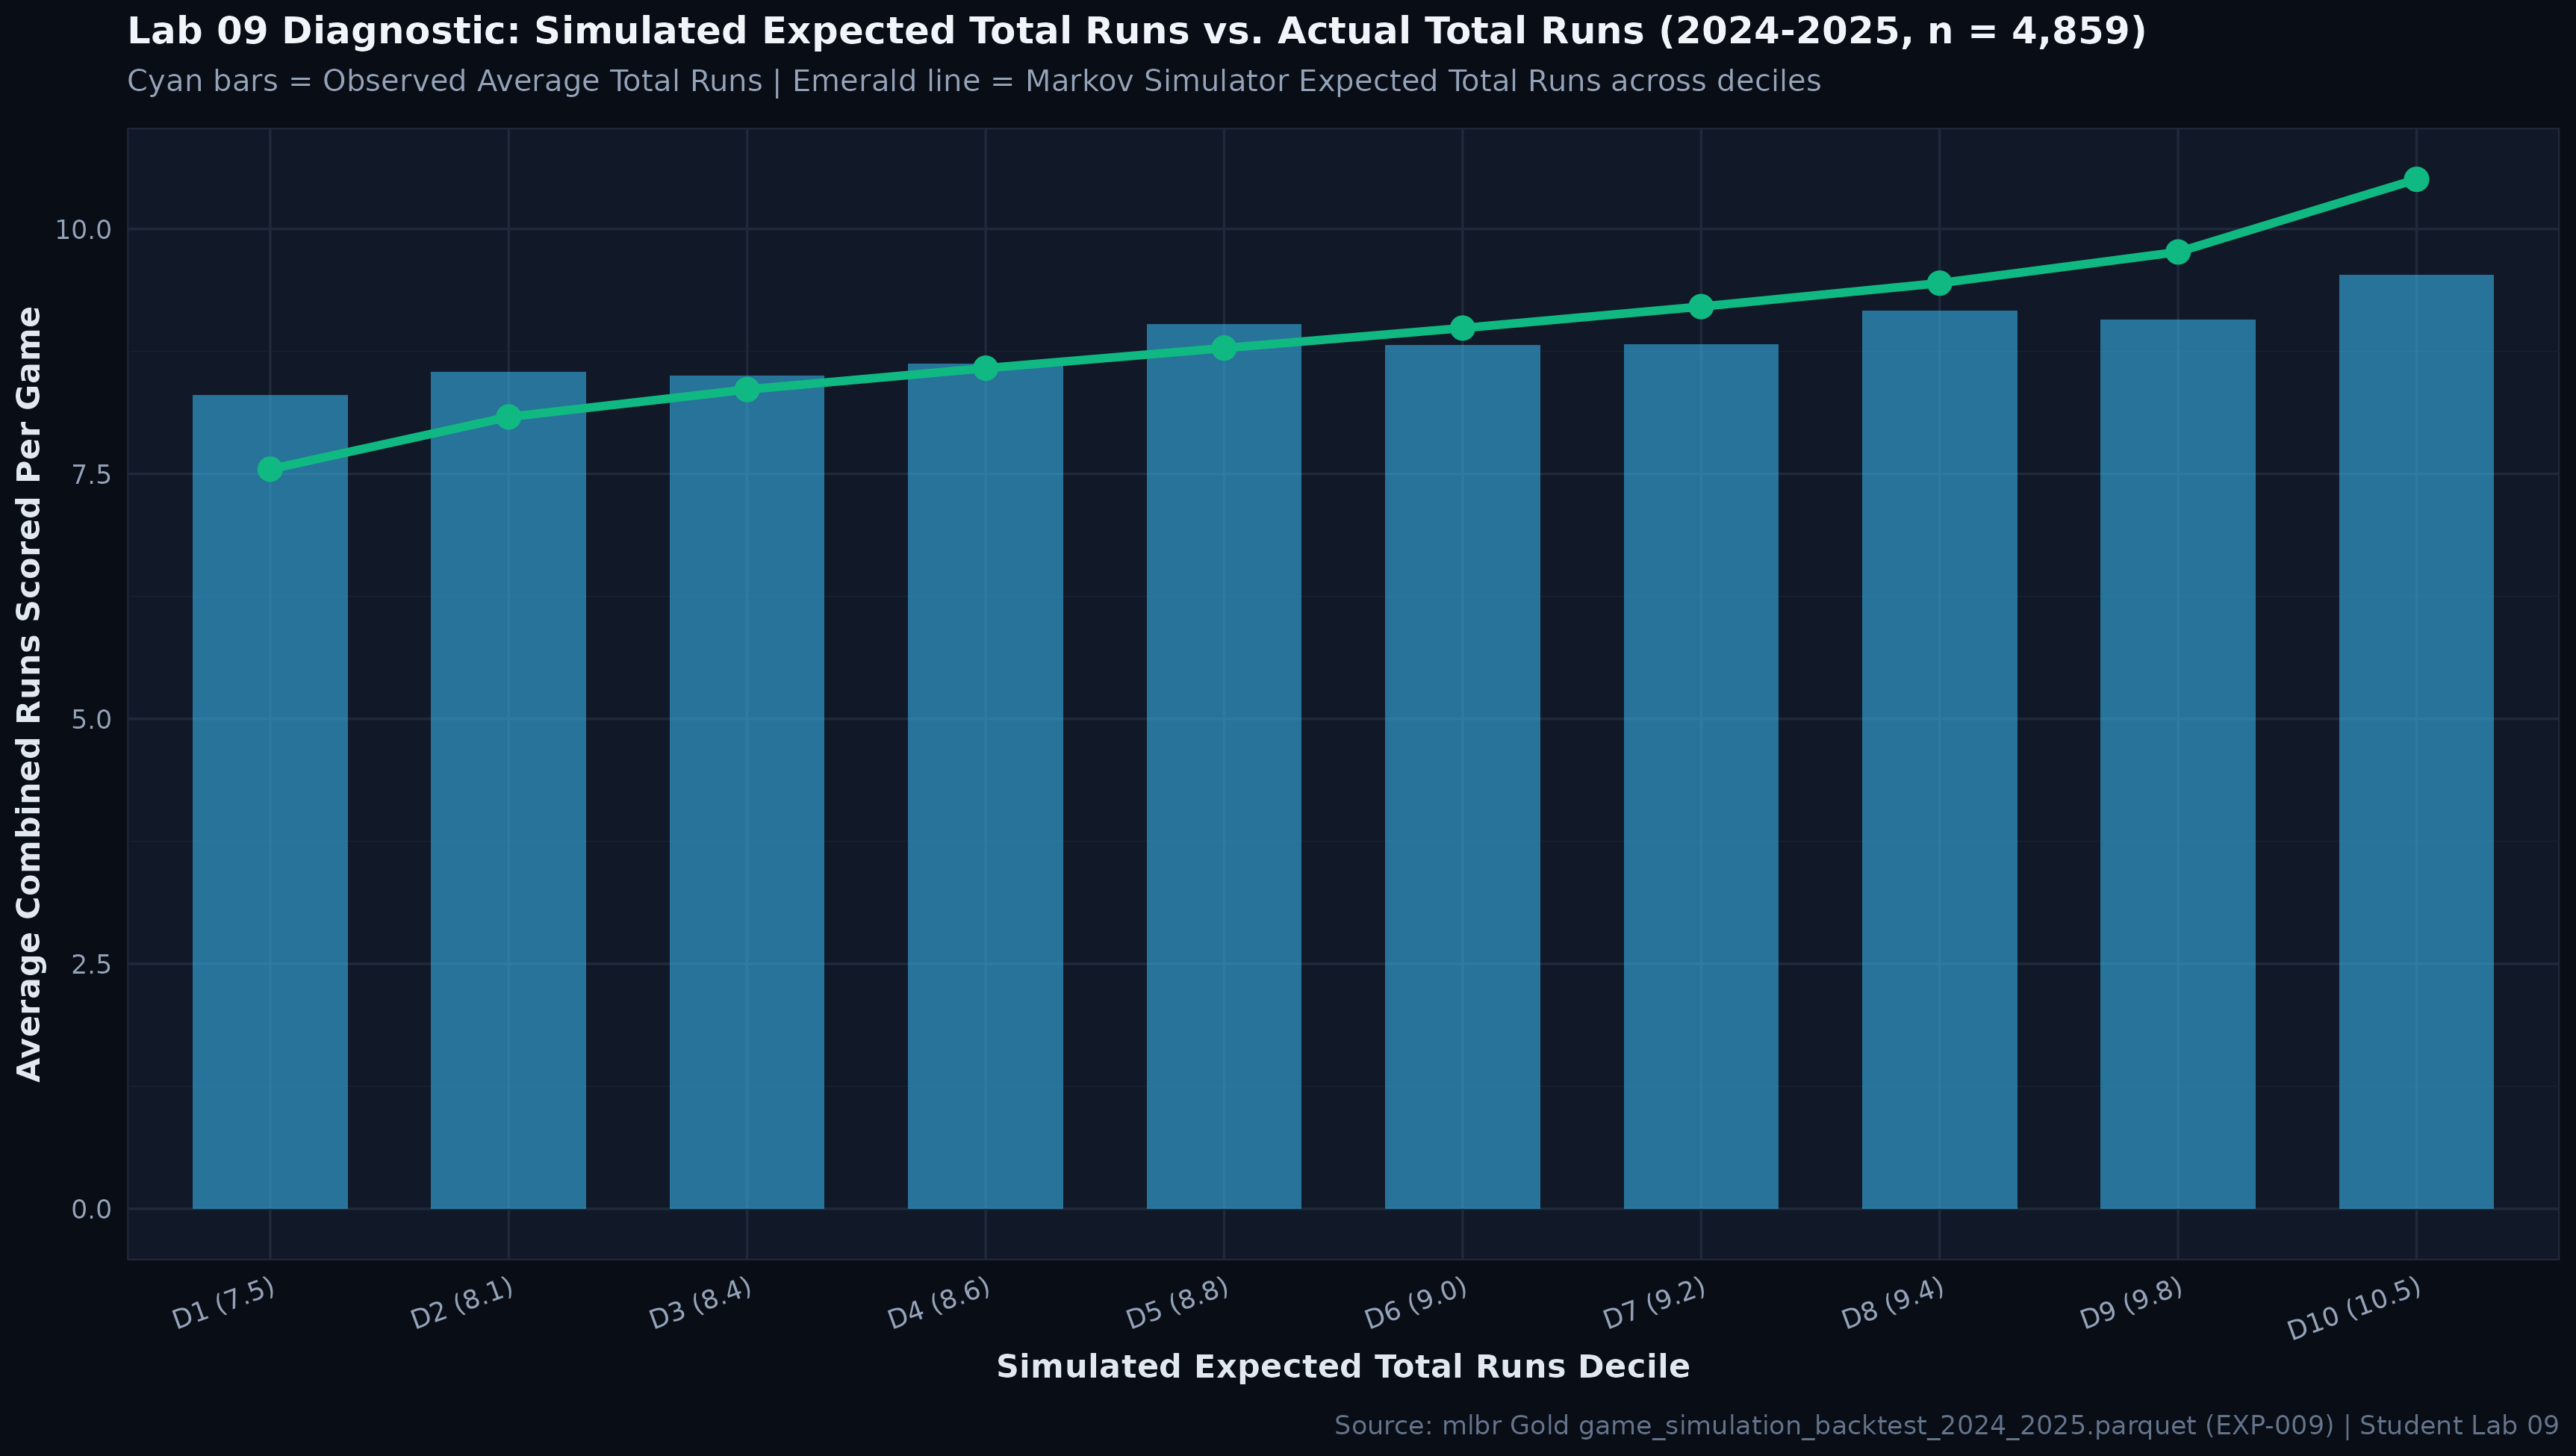 Lab 09 Diagnostic: Simulated Expected Total Runs vs. Actual Total Runs (2024-2025, n = 4,859)
Cyan bars = Observed Average Total Runs | Emerald line = Markov Simulator Expected Total Runs across deciles
Average Combined Runs Scored Per Game
10.0
7.5
5.0
2.5
0.0
D1 (7.5)
D2 (8.1)
D3 (8.4)
D4 (8.6)
D5 (8.8)
D6 (9.0)
D7 (9.2)
D8 (9.4)
D9 (9.8)
D10 (10.5)
Simulated Expected Total Runs Decile
Source: mlbr Gold game_simulation_backtest_2024_2025.parquet (EXP-009) | Student Lab 09